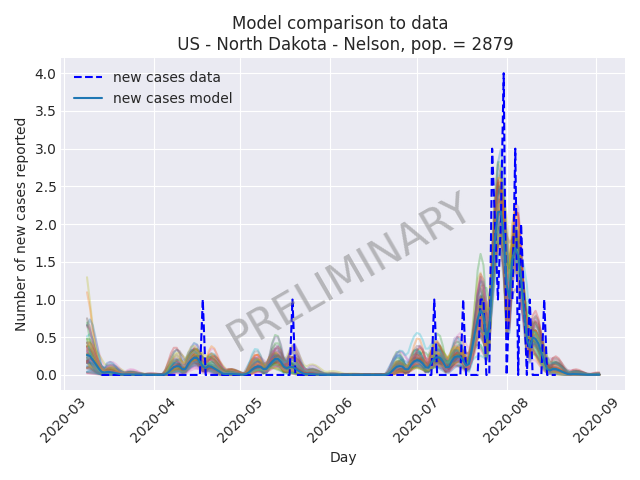 Model comparison to data
US - North Dakota - Nelson, pop. = 2879
new cases data
new cases model
Number of new cases reported
4.0
3.5
3.0
2.5
2.0
1.5
1.0
0.5
0.0
PRELIMINARY
2020-03
2020-04
2020-05
2020-06
2020-07
2020-08
2020-09
Day